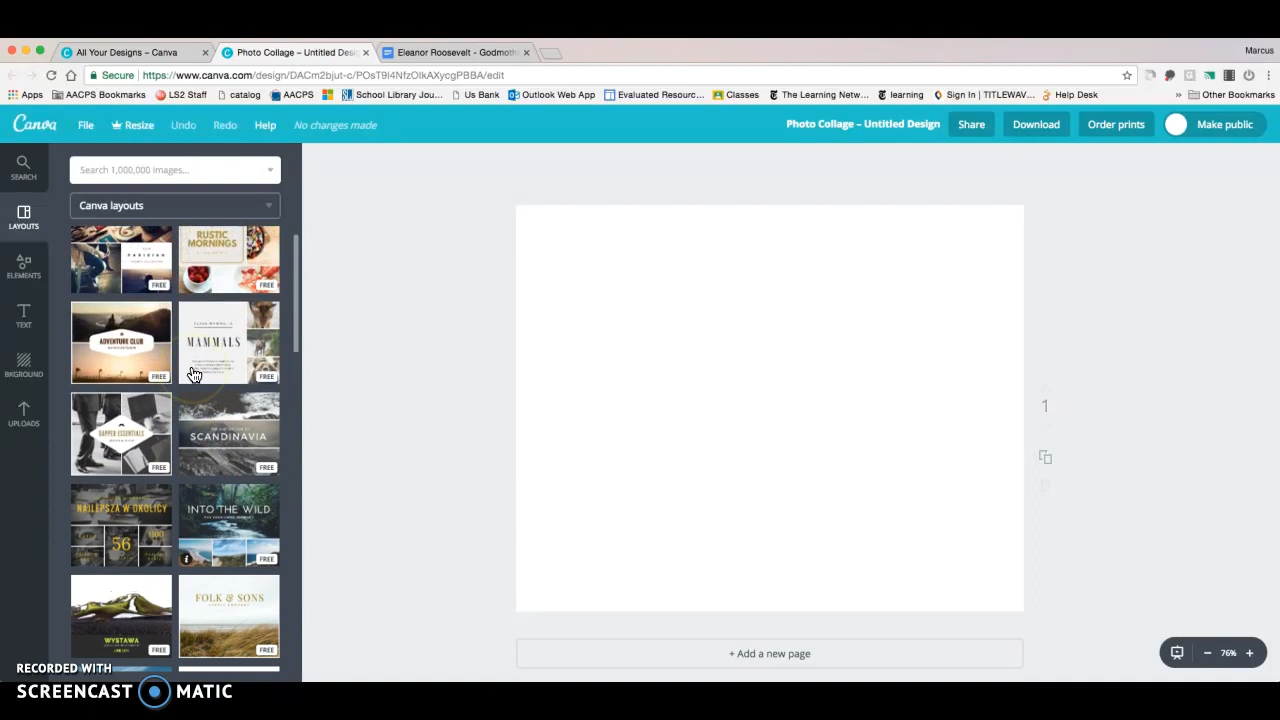 All Your Designs – Canva
Photo Collage – Untitled Desi
Eleanor Roosevelt - Godmoth
Marcus
Secure
https://www.canva.com/design/DACm2bjut-c/POsT9I4NfzOlkAXycgPBBA/edit
Apps
AACPS Bookmarks
LS2 Staff
catalog
AACPS
School Library Jou...
Us Bank
Outlook Web App
Evaluated Resourc...
Classes
The Learning Netw...
learning
Sign In | TITLEWAV...
Help Desk
»
Other Bookmarks
Canva
File
Resize
Undo
Redo
Help
No changes made
Photo Collage – Untitled Design
Share
Download
Order prints
Make public
SEARCH
Search 1,000,000 images...
LAYOUTS
Canva layouts
ELEMENTS
TEXT
BKGROUND
UPLOADS
PARISIAN
FREE
RUSTIC
MORNINGS
FREE
ADVENTURE CLUB
FREE
MAMMALS
FREE
DAPPER ESSENTIALS
FREE
SCANDINAVIA
FREE
NAJLEPSZA W OKOLICY
56
INTO THE WILD
FREE
WYSTAWA
FREE
FOLK & SONS
FREE
1
+ Add a new page
76%
RECORDED WITH
SCREENCAST MATIC